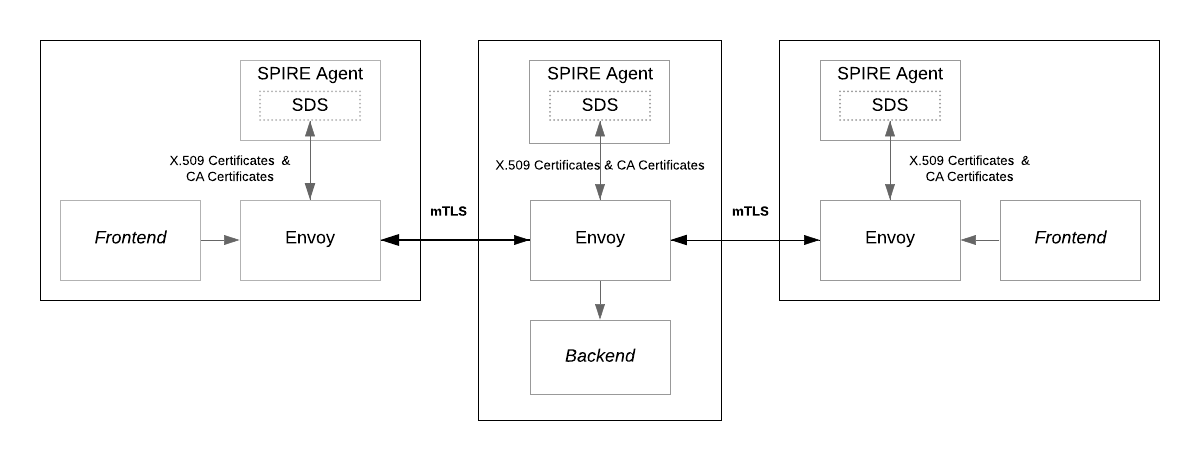 SPIRE Agent
SDS
X.509 Certificates &
CA Certificates
Frontend
Envoy
mTLS
SPIRE Agent
SDS
X.509 Certificates & CA Certificates
Envoy
Backend
mTLS
SPIRE Agent
SDS
X.509 Certificates &
CA Certificates
Envoy
Frontend